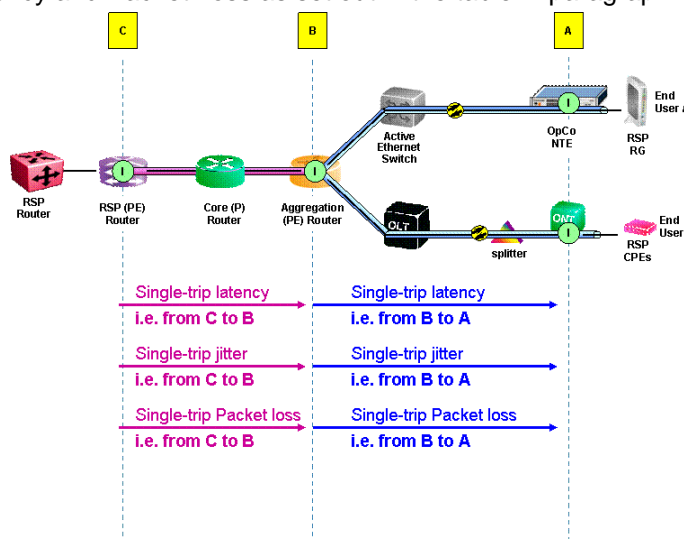 C
B
A
I
I
I
I
Active
Ethernet
Switch
OpCo
NTE
RSP
RG
End
RSP
Router
RSP (PE)
Router
Core (P)
Router
Aggregation
(PE) Router
OLT
splitter
ONT
RSP
CPEs
End
User
Single-trip latency
i.e. from C to B
Single-trip latency
i.e. from B to A
Single-trip jitter
i.e. from C to B
Single-trip jitter
i.e. from B to A
Single-trip Packet loss
i.e. from C to B
Single-trip Packet loss
i.e. from B to A